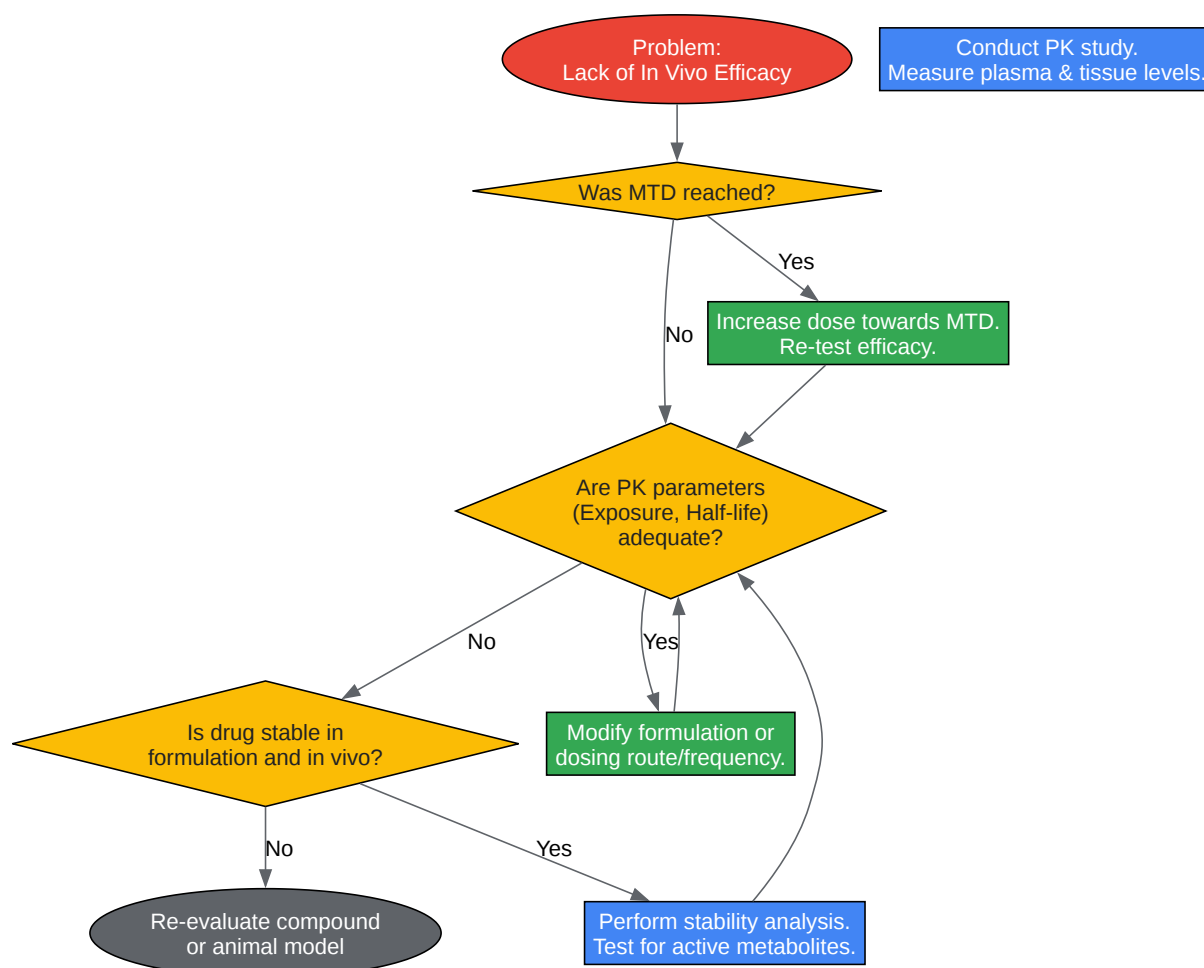 Problem:
Lack of In Vivo Efficacy
Conduct PK study.
Measure plasma & tissue levels.
Was MTD reached?
Yes
Increase dose towards MTD.
Re-test efficacy.
No
Are PK parameters
(Exposure, Half-life)
adequate?
No
Yes
Is drug stable in
formulation and in vivo?
Modify formulation or
dosing route/frequency.
No
Yes
Re-evaluate compound
or animal model
Perform stability analysis.
Test for active metabolites.